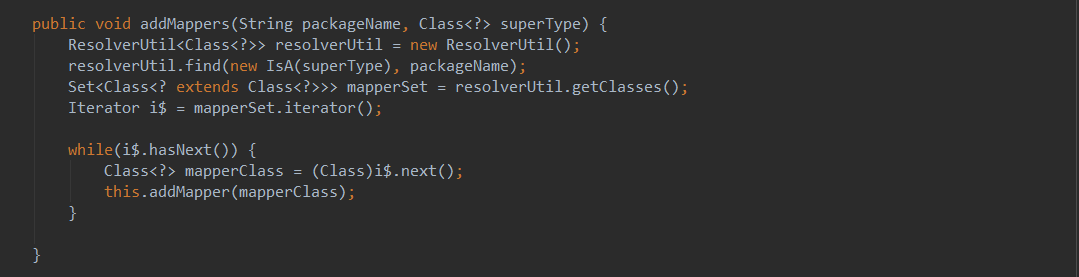 public void addMappers(String packageName, Class<?> superType) {
    ResolverUtil<Class<?>> resolverUtil = new ResolverUtil();
    resolverUtil.find(new IsA(superType), packageName);
    Set<Class<? extends Class<?>>> mapperSet = resolverUtil.getClasses();
    Iterator i$ = mapperSet.iterator();

    while(i$.hasNext()) {
        Class<?> mapperClass = (Class)i$.next();
        this.addMapper(mapperClass);
    }

}